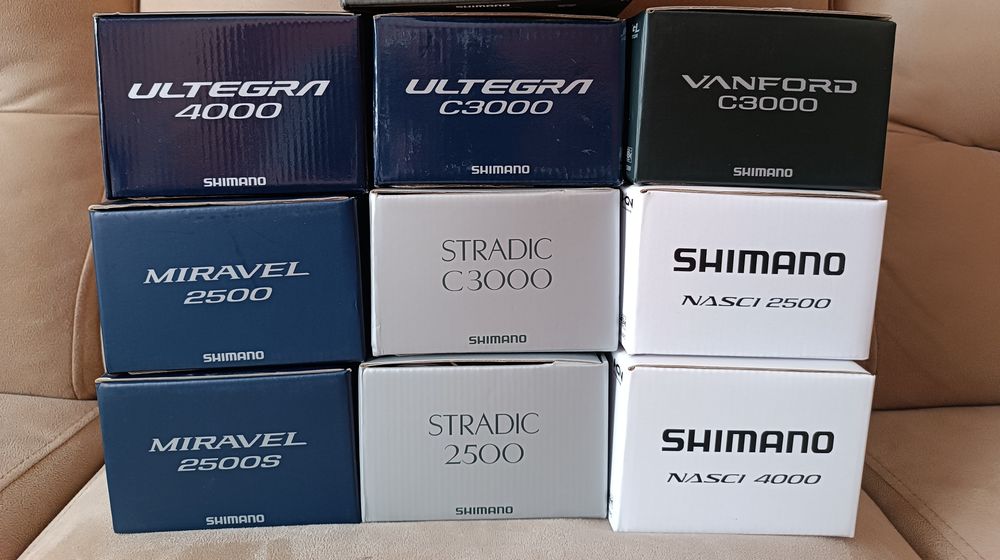 ULTEGRA
4000
SHIMANO
ULTEGRA
C3000
SHIMANO
VANFORD
C3000
SHIMANO
MIRAVEL
2500
SHIMANO
STRADIC
C3000
SHIMANO
SHIMANO
NASCI 2500
MIRAVEL
2500S
SHIMANO
STRADIC
2500
SHIMANO
SHIMANO
NASCI 4000